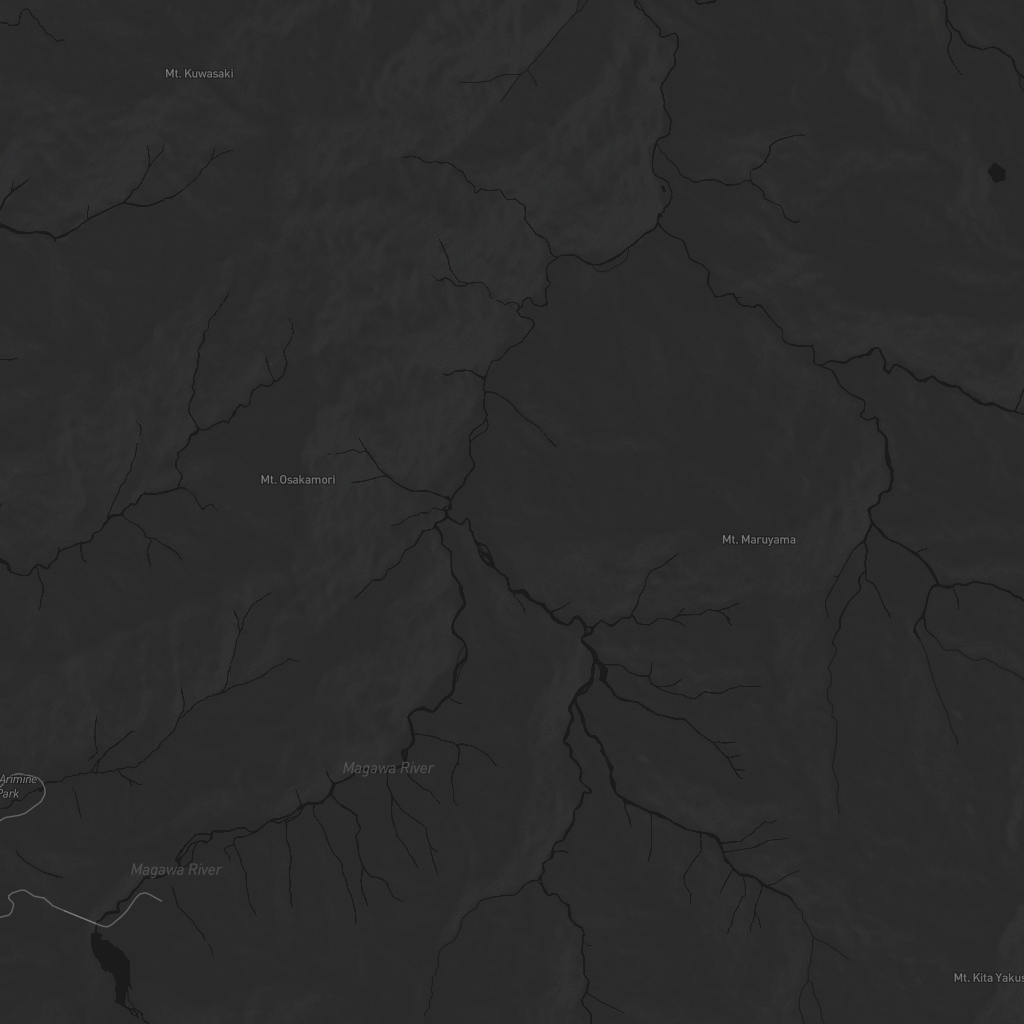 Mt. Kuwasaki
Mt. Osakamori
Mt. Maruyama
Magawa River
Arimine
Park
Magawa River
Mt. Kita Yakus